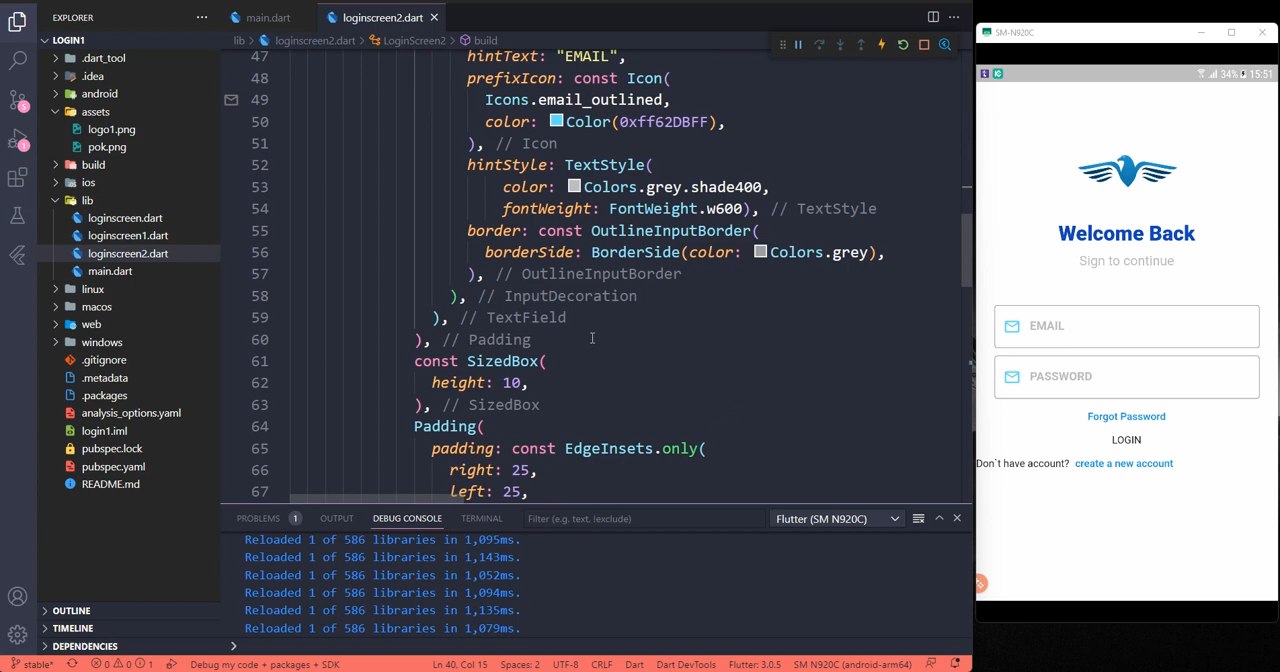 EXPLORER
LOGIN1
.dart_tool
.idea
android
assets
logo1.png
pok.png
build
ios
lib
loginscreen.dart
loginscreen1.dart
loginscreen2.dart
main.dart
linux
macos
web
windows
.gitignore
.metadata
.packages
analysis_options.yaml
login1.iml
pubspec.lock
pubspec.yaml
README.md
OUTLINE
TIMELINE
DEPENDENCIES
5
1
main.dart
loginscreen2.dart
lib > loginscreen2.dart > LoginScreen2 > build
47 hintText: "EMAIL",
48 prefixIcon: const Icon(
49 Icons.email_outlined,
50 color: Color(0xff62DBFF),
51 ), // Icon
52 hintStyle: TextStyle(
53 color: Colors.grey.shade400,
54 fontWeight: FontWeight.w600), // TextStyle
55 border: const OutlineInputBorder(
56 borderSide: BorderSide(color: Colors.grey),
57 ), // OutlineInputBorder
58 ), // InputDecoration
59 ), // TextField
60 ), // Padding
61 const SizedBox(
62 height: 10,
63 ), // SizedBox
64 Padding(
65 padding: const EdgeInsets.only(
66 right: 25,
67 left: 25,
PROBLEMS 1 OUTPUT DEBUG CONSOLE TERMINAL Filter (e.g. text, !exclude) Flutter (SM N920C)
Reloaded 1 of 586 libraries in 1,095ms.
Reloaded 1 of 586 libraries in 1,143ms.
Reloaded 1 of 586 libraries in 1,052ms.
Reloaded 1 of 586 libraries in 1,094ms.
Reloaded 1 of 586 libraries in 1,135ms.
Reloaded 1 of 586 libraries in 1,079ms.
>
stable* 0 0 1 Debug my code + packages + SDK Ln 40, Col 15 Spaces: 2 UTF-8 CRLF Dart Dart DevTools Flutter: 3.0.5 SM N920C (android-arm64)
SM-N920C
34% 15:51
Welcome Back
Sign to continue
EMAIL
PASSWORD
Forgot Password
LOGIN
Don`t have account? create a new account